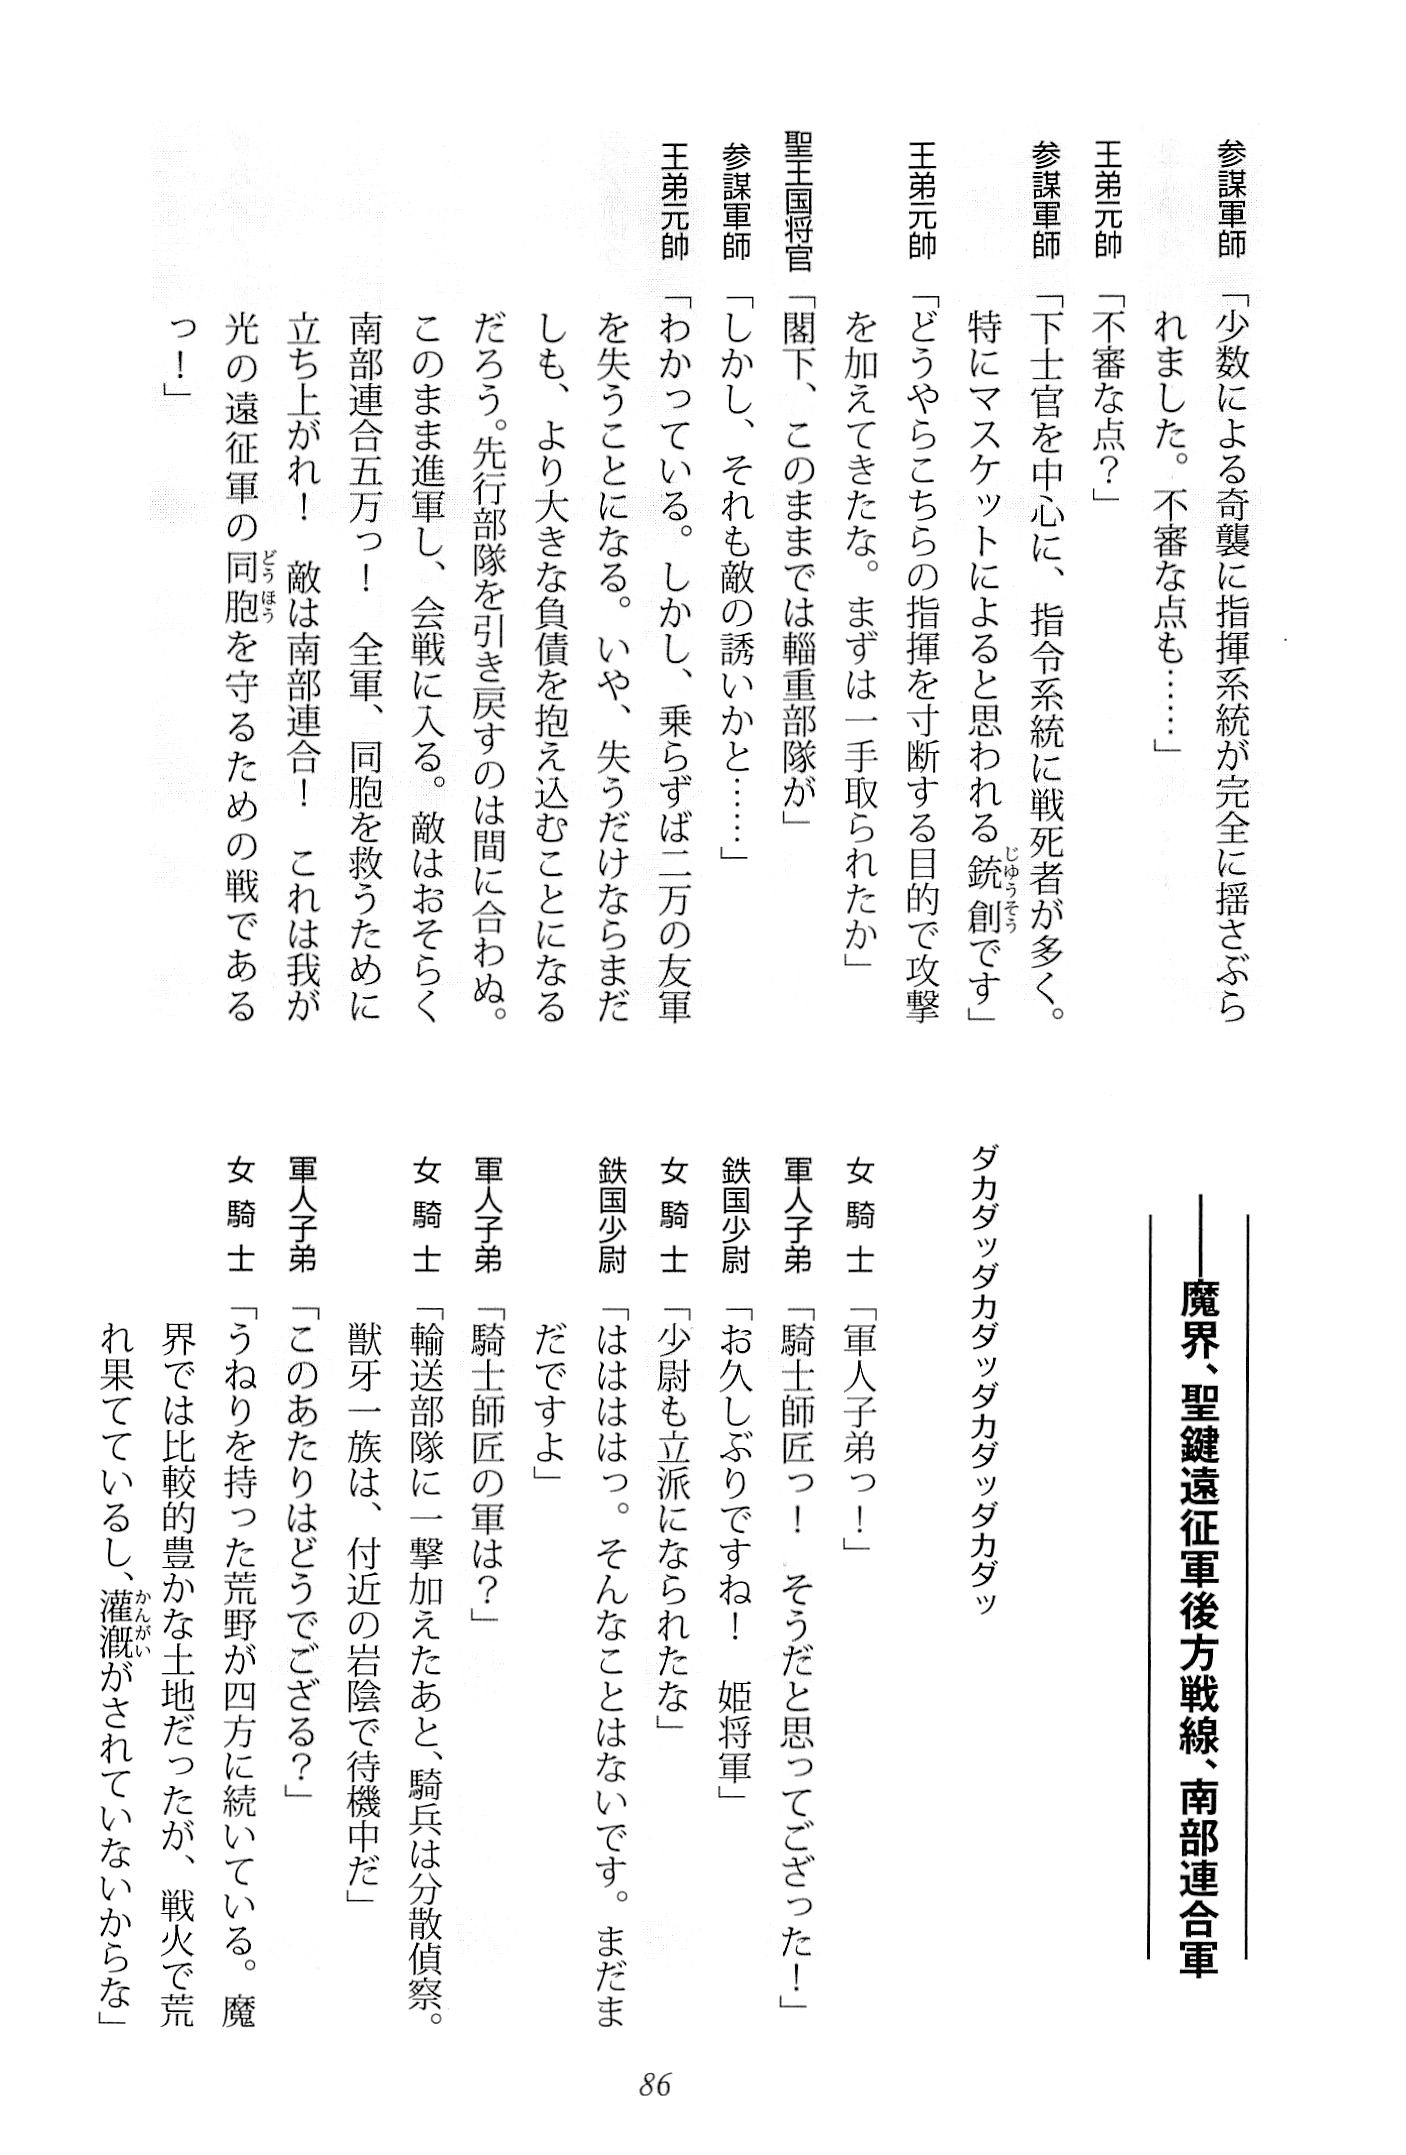 参謀軍師「少数による奇襲に指揮系統が完全に揺さぶら
れました。不審な点も……」
王弟元帥「不審な点？」
参謀軍師「下士官を中心に、指令系統に戦死者が多く。
特にマスケットによると思われる銃創です」
じゅうそう
王弟元帥「どうやらこちらの指揮を寸断する目的で攻撃
を加えてきたな。まずは一手取られたか」
聖王国将官「閣下、このままでは輜重部隊が」
参謀軍師「しかし、それも敵の誘いかと……」
王弟元帥「わかっている。しかし、乗らずば二万の友軍
を失うことになる。いや、失うだけならまだ
しも、より大きな負債を抱え込むことになる
だろう。先行部隊を引き戻すのは間に合わぬ。
このまま進軍し、会戦に入る。敵はおそらく
南部連合五万っ！　全軍、同胞を救うために
立ち上がれ！　敵は南部連合！　これは我が
光の遠征軍の同胞を守るための戦である
どうほう
っ！」
――魔界、聖鍵遠征軍後方戦線、南部連合軍
ダカダッダカダッダカダッダカダッ
女騎士「軍人子弟っ！」
軍人子弟「騎士師匠っ！　そうだと思ってござった！」
鉄国少尉「お久しぶりですね！　姫将軍」
女騎士「少尉も立派になられたな」
鉄国少尉「はははっ。そんなことはないです。まだま
だですよ」
軍人子弟「騎士師匠の軍は？」
女騎士「輸送部隊に一撃加えたあと、騎兵は分散偵察。
獣牙一族は、付近の岩陰で待機中だ」
軍人子弟「このあたりはどうでござる？」
女騎士「うねりを持った荒野が四方に続いている。魔
界では比較的豊かな土地だったが、戦火で荒
れ果てているし、灌漑がされていないからな」
かんがい
86